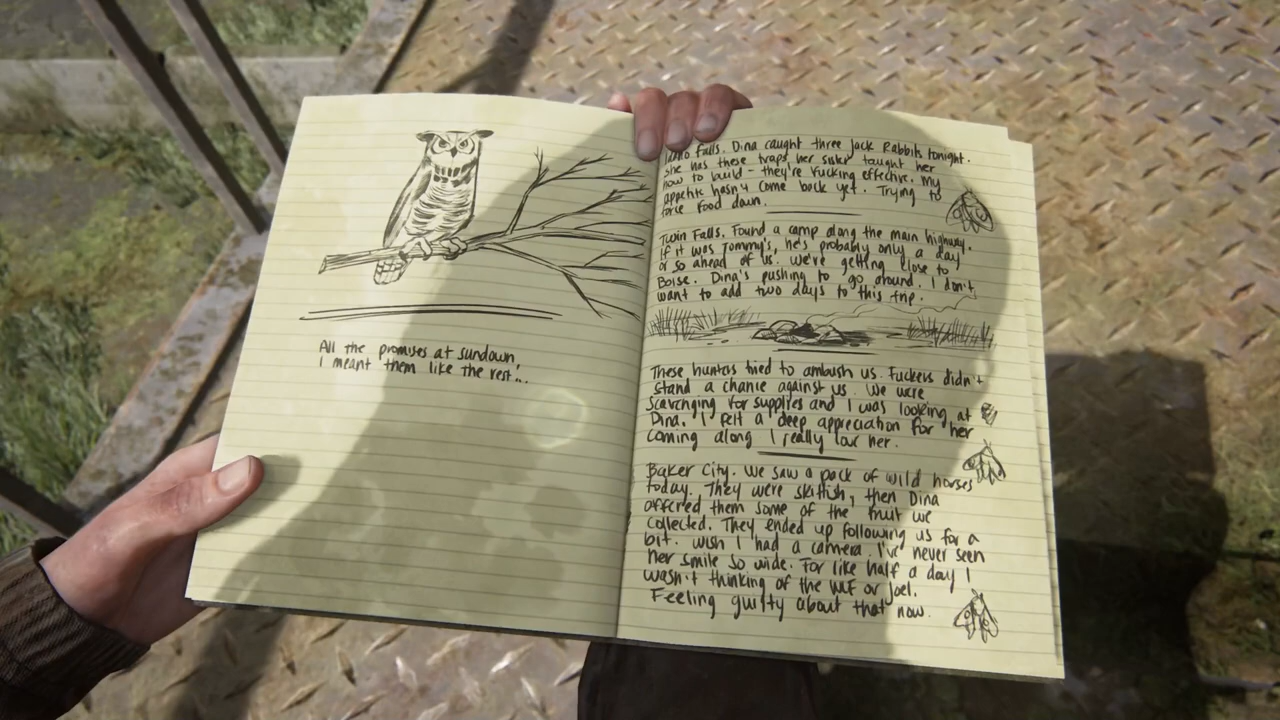 All the promises at sundown,
I meant them like the rest...
Idaho Falls. Dina caught three Jack Rabbits tonight.
She has these traps her sister taught her
how to build - they're fucking effective. My
appetite hasn't come back yet. Trying to
force food down.
Twin Falls. Found a camp along the main highway.
If it was Tommy's, he's probably only a day
or so ahead of us. We're getting close to
Boise. Dina's pushing to go around. I don't
want to add two days to this trip.
These hunters tried to ambush us. Fuckers didn't
stand a chance against us. We were
scavenging for supplies and I was looking at
Dina. I felt a deep appreciation for her
coming along I really love her.
Baker City. We saw a pack of wild horses
today. They were skittish, then Dina
offered them some of the fruit we
collected. They ended up following us for a
bit. Wish I had a camera. I've never seen
her smile so wide. For like half a day I
wasn't thinking of the WLF or Joel.
Feeling guilty about that now.